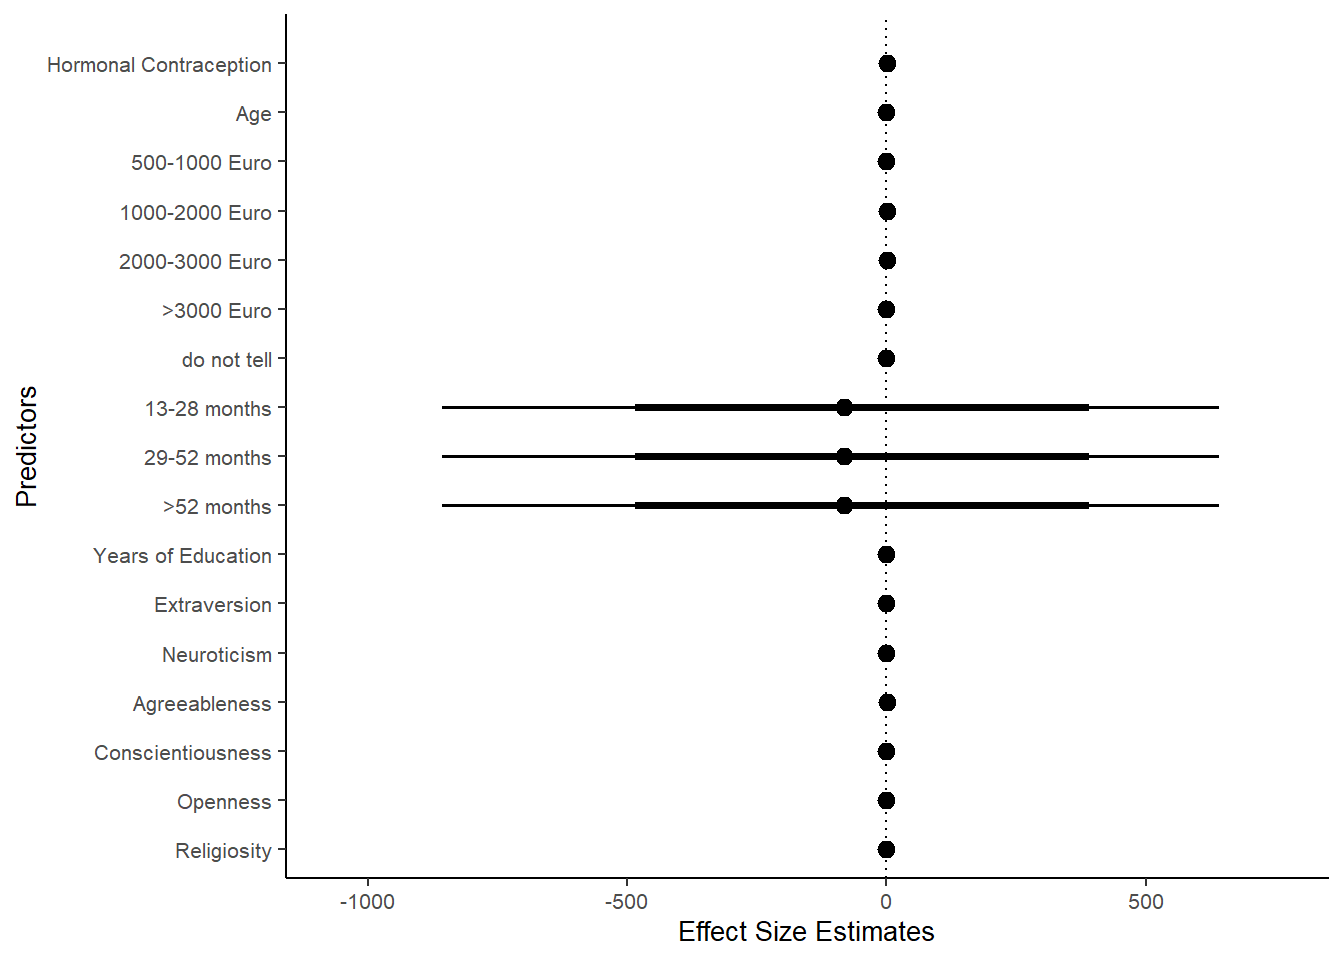 Hormonal Contraception
Age
500-1000 Euro
1000-2000 Euro
2000-3000 Euro
>3000 Euro
do not tell
13-28 months
29-52 months
>52 months
Years of Education
Extraversion
Neuroticism
Agreeableness
Conscientiousness
Openness
Religiosity
Predictors
-1000 -500 0 500
Effect Size Estimates